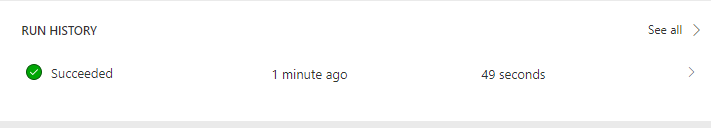 RUN HISTORY See all
Succeeded 1 minute ago 49 seconds